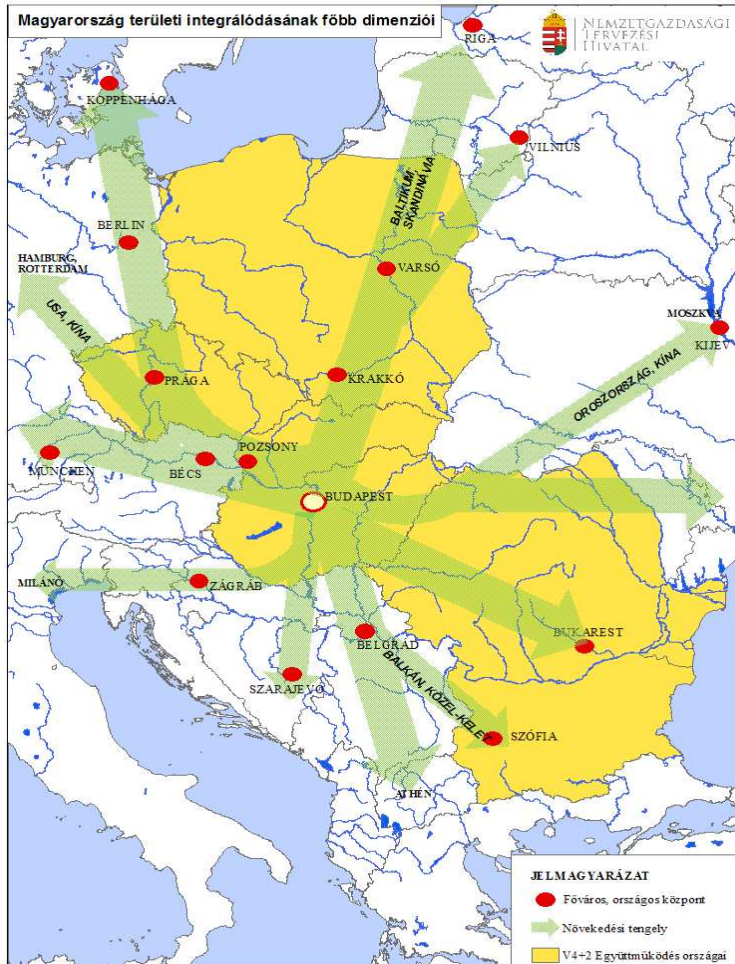 Magyarország területi integrálódásának főbb dimenziói
NEMZETGAZDASÁGI
TERVEZÉSI
HIVATAL
RIGA
KOPPENHÁGA
VILNIUS
BALTIKUM,
SKANDINÁVIA
BERLIN
HAMBURG,
ROTTERDAM
VARSÓ
USA, KÍNA
MOSZKVA
KIJEV
PRÁGA
KRAKKÓ
OROSZORSZÁG, KÍNA
POZSONY
MÜNCHEN
BÉCS
BUDAPEST
MILÁNÓ
ZÁGRÁB
BELGRÁD
BUKAREST
SZARAJEVÓ
BALKÁN, KÖZEL-KELET
SZÓFIA
ATHÉN
JELMAGYARÁZAT
Főváros, országos központ
Növekedési tengely
V4+2 Együttműködés országai